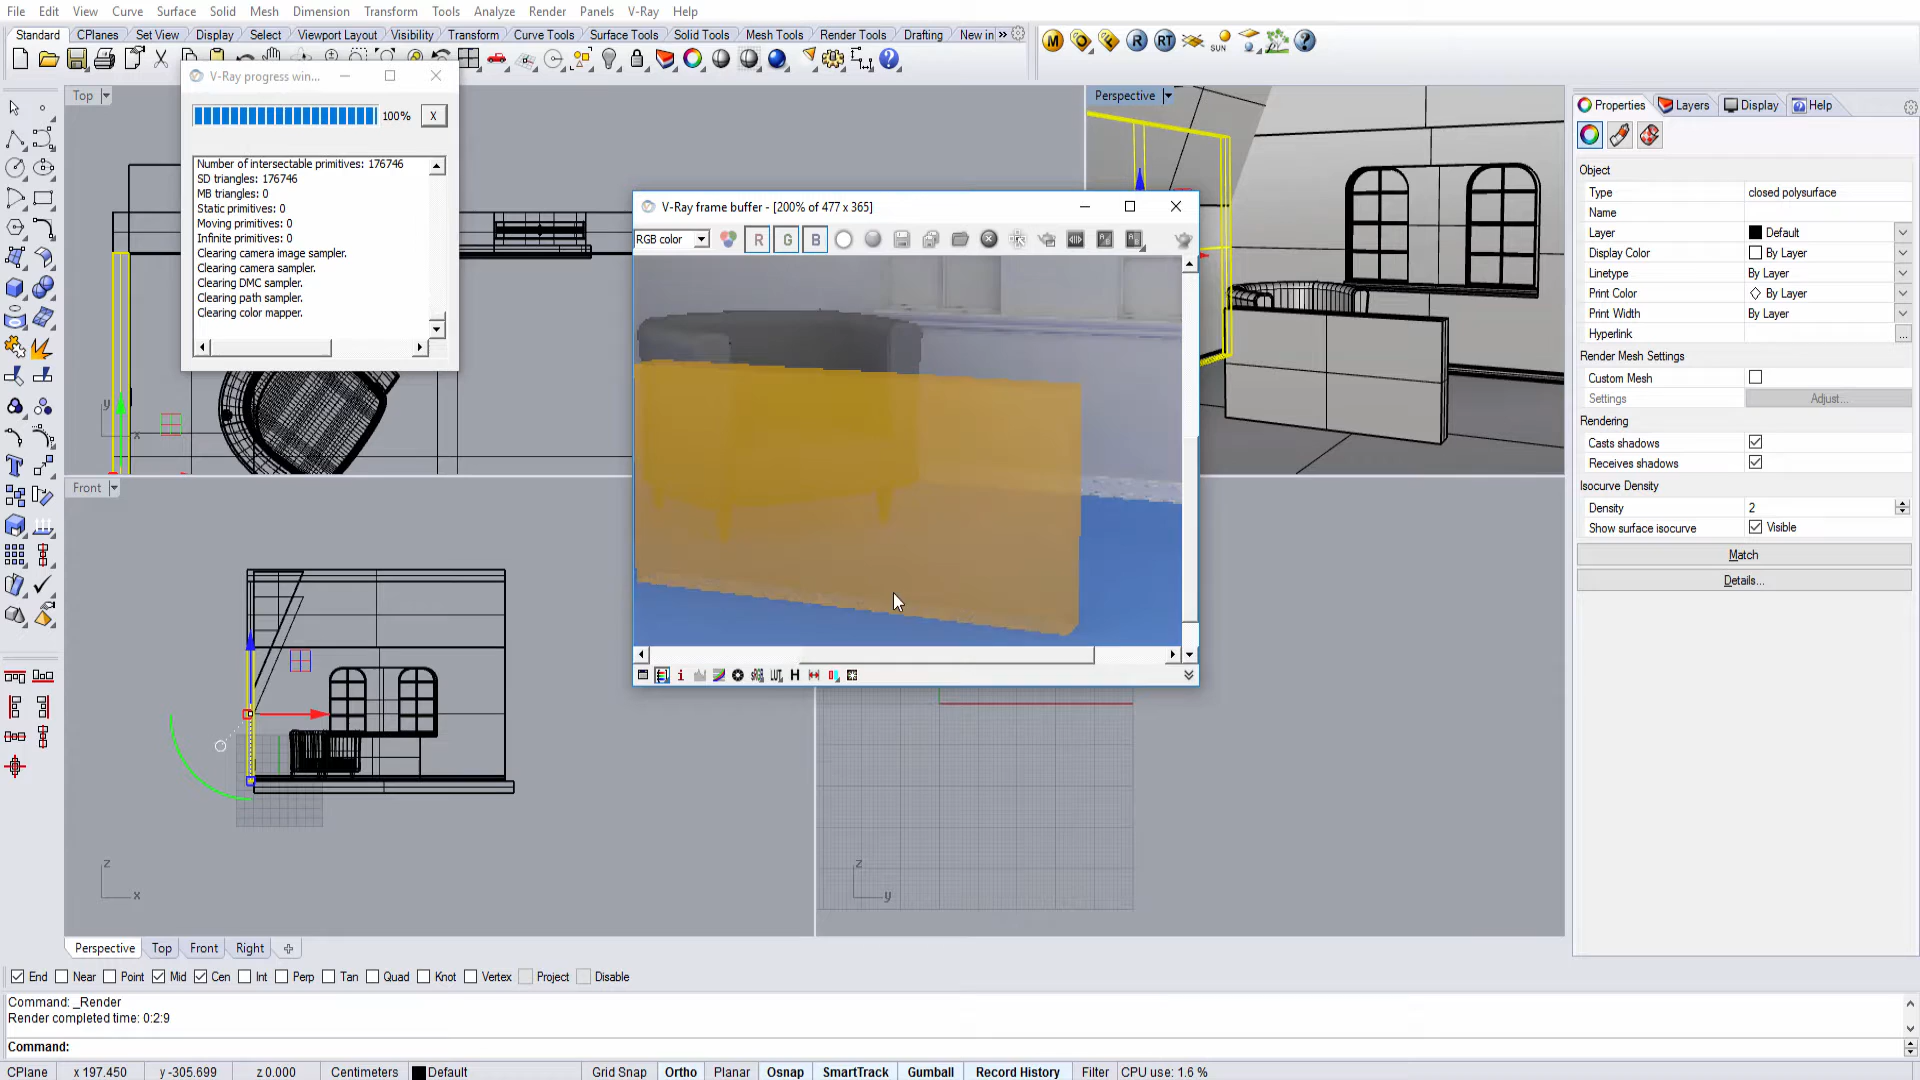 File Edit View Curve Surface Solid Mesh Dimension Transform Tools Analyze Render Panels V-Ray Help
Standard CPlanes Set View Display Select Viewport Layout Visibility Transform Curve Tools Surface Tools Solid Tools Mesh Tools Render Tools Drafting New in »
M R RT SUN
V-Ray progress win...
100% X
Number of intersectable primitives: 176746
SD triangles: 176746
MB triangles: 0
Static primitives: 0
Moving primitives: 0
Infinite primitives: 0
Clearing camera image sampler.
Clearing camera sampler.
Clearing DMC sampler.
Clearing path sampler.
Clearing color mapper.
Top
y
x
Perspective
V-Ray frame buffer - [200% of 477 x 365]
RGB color R G B
H
Front
z
x
z
y
Properties Layers Display Help
Object
Type closed polysurface
Name
Layer Default
Display Color By Layer
Linetype By Layer
Print Color By Layer
Print Width By Layer
Hyperlink ...
Render Mesh Settings
Custom Mesh
Settings Adjust...
Rendering
Casts shadows
Receives shadows
Isocurve Density
Density 2
Show surface isocurve Visible
Match
Details...
Perspective Top Front Right
End Near Point Mid Cen Int Perp Tan Quad Knot Vertex Project Disable
Command: _Render
Render completed time: 0:2:9
Command:
CPlane x 197.450 y -305.699 z 0.000 Centimeters Default Grid Snap Ortho Planar Osnap SmartTrack Gumball Record History Filter CPU use: 1.6 %